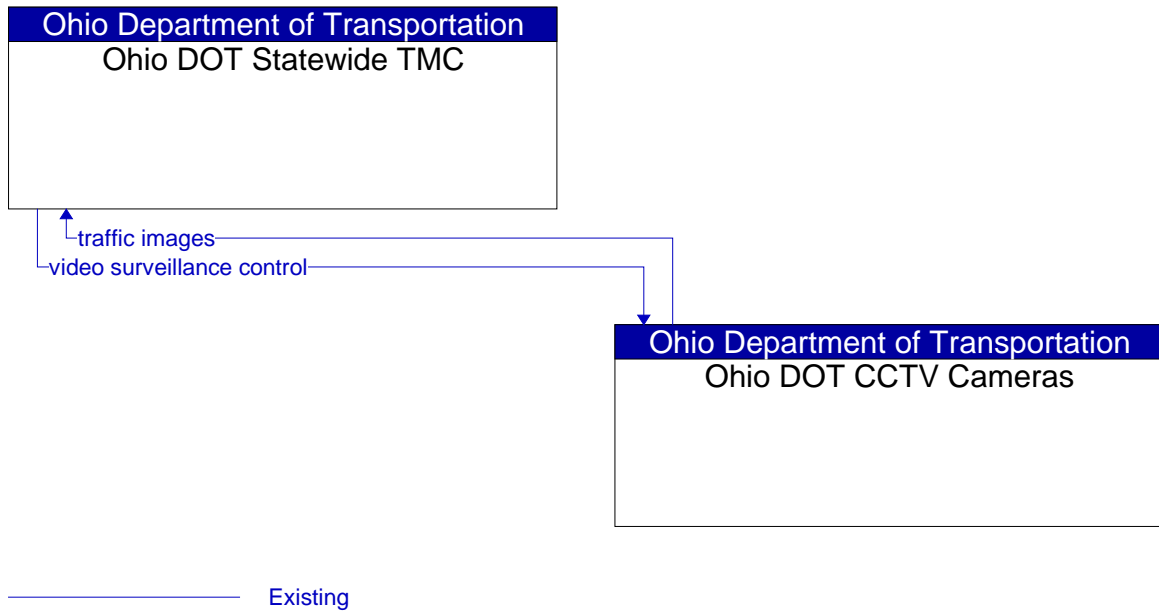 Ohio Department of Transportation
Ohio DOT Statewide TMC
traffic images
video surveillance control
Ohio Department of Transportation
Ohio DOT CCTV Cameras
Existing